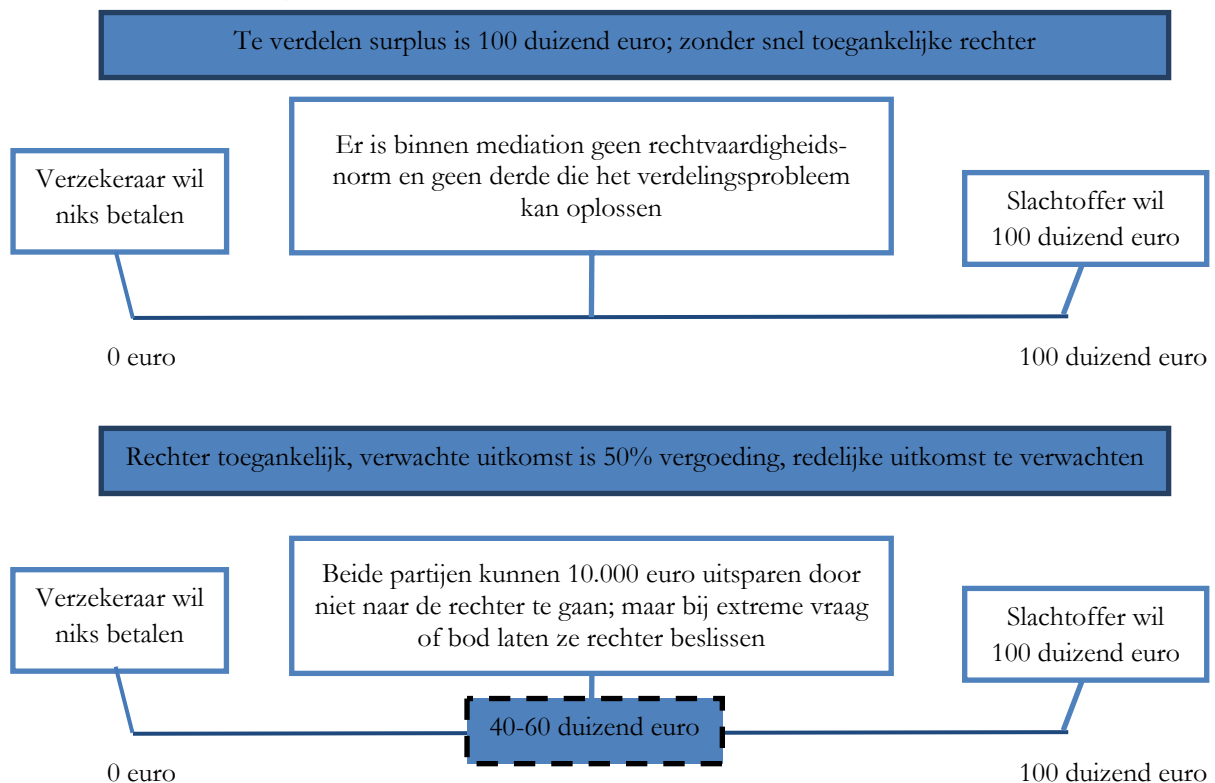 Te verdelen surplus is 100 duizend euro; zonder snel toegankelijke rechter
Er is binnen mediation geen rechtvaardigheids-
norm en geen derde die het verdelingsprobleem
kan oplossen
Verzekeraar wil
niks betalen
Slachtoffer wil
100 duizend euro
0 euro
100 duizend euro
Rechter toegankelijk, verwachte uitkomst is 50% vergoeding, redelijke uitkomst te verwachten
Beide partijen kunnen 10.000 euro uitsparen door
niet naar de rechter te gaan; maar bij extreme vraag
of bod laten ze rechter beslissen
Verzekeraar wil
niks betalen
Slachtoffer wil
100 duizend euro
40-60 duizend euro
0 euro
100 duizend euro